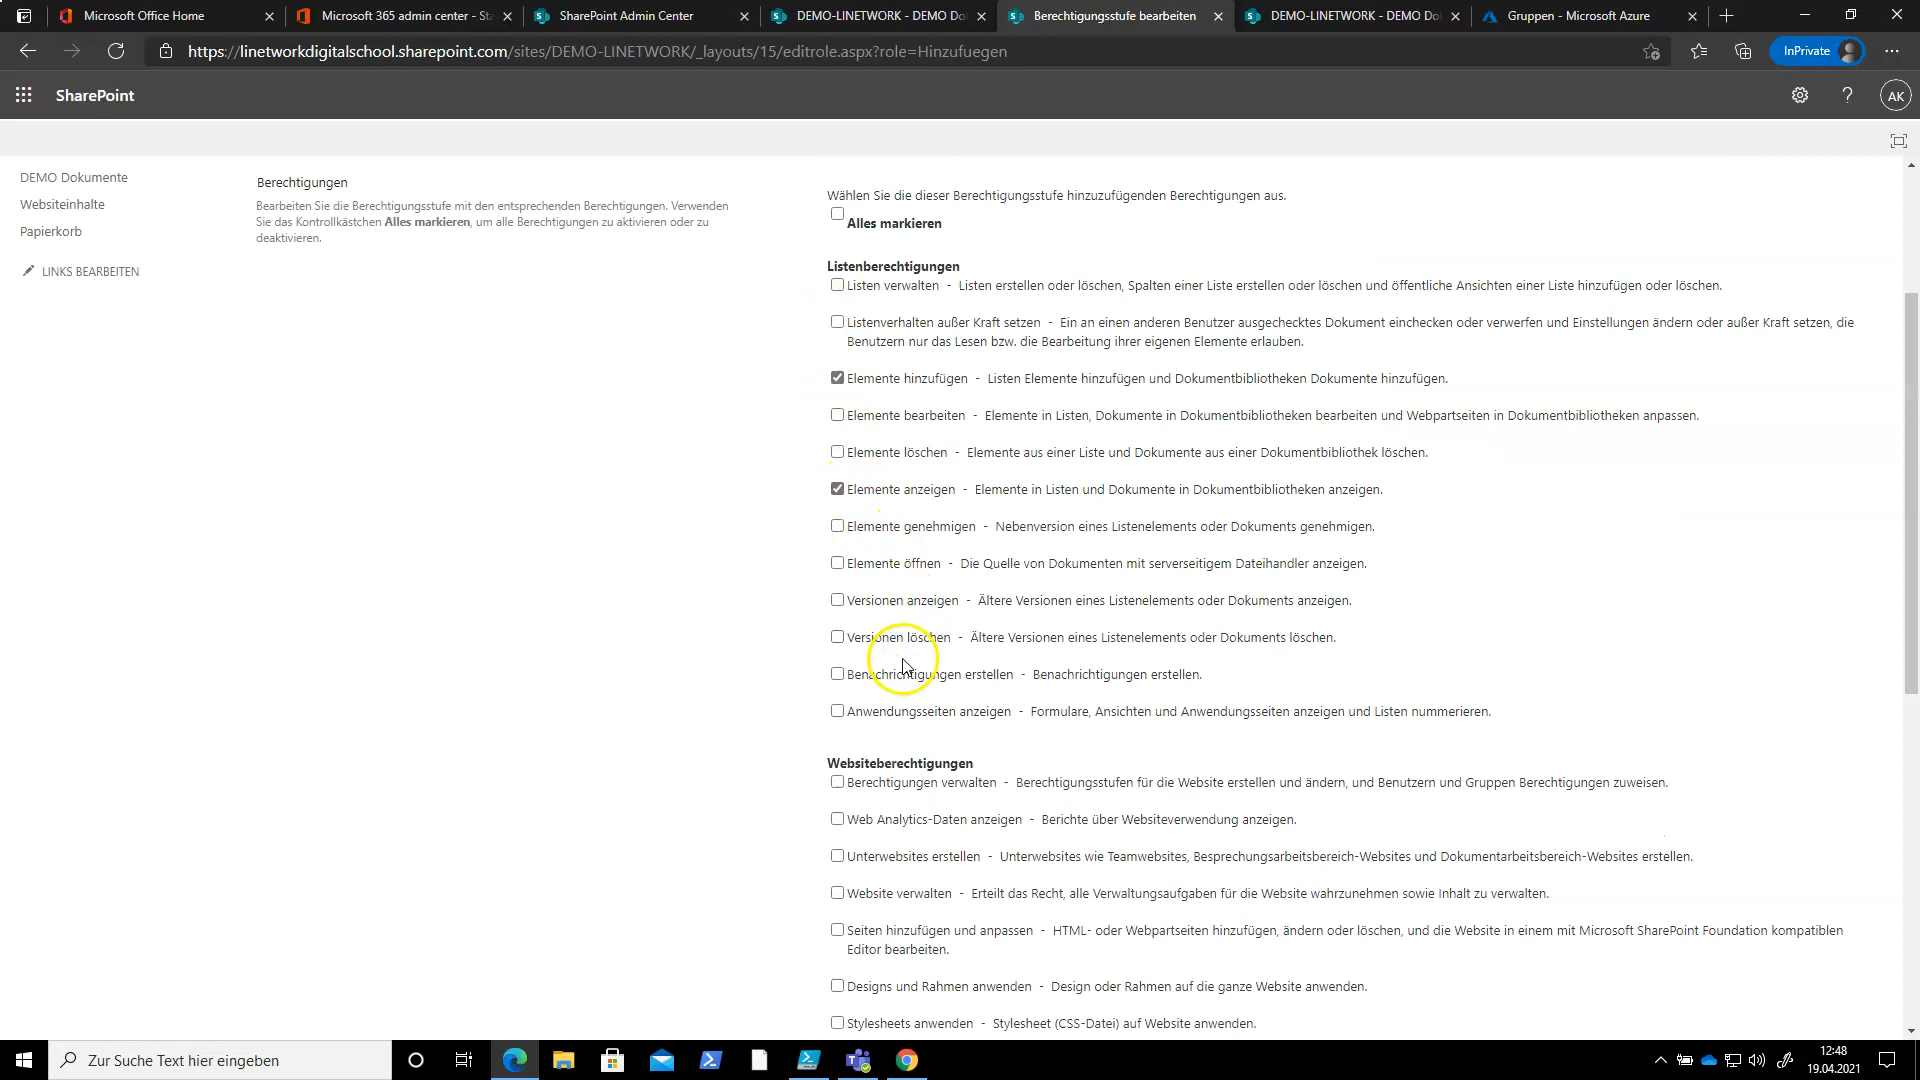 Microsoft Office Home
Microsoft 365 admin center - Sta
SharePoint Admin Center
DEMO-LINETWORK - DEMO Do
Berechtigungsstufe bearbeiten
DEMO-LINETWORK - DEMO Do
Gruppen - Microsoft Azure
https://linetworkdigitalschool.sharepoint.com/sites/DEMO-LINETWORK/_layouts/15/editrole.aspx?role=Hinzufuegen
InPrivate
SharePoint
?
AK
DEMO Dokumente
Websiteinhalte
Papierkorb
LINKS BEARBEITEN
Berechtigungen
Bearbeiten Sie die Berechtigungsstufe mit den entsprechenden Berechtigungen. Verwenden
Sie das Kontrollkästchen Alles markieren, um alle Berechtigungen zu aktivieren oder zu
deaktivieren.
Wählen Sie die dieser Berechtigungsstufe hinzuzufügenden Berechtigungen aus.
Alles markieren
Listenberechtigungen
Listen verwalten - Listen erstellen oder löschen, Spalten einer Liste erstellen oder löschen und öffentliche Ansichten einer Liste hinzufügen oder löschen.
Listenverhalten außer Kraft setzen - Ein an einen anderen Benutzer ausgechecktes Dokument einchecken oder verwerfen und Einstellungen ändern oder außer Kraft setzen, die
Benutzern nur das Lesen bzw. die Bearbeitung ihrer eigenen Elemente erlauben.
Elemente hinzufügen - Listen Elemente hinzufügen und Dokumentbibliotheken Dokumente hinzufügen.
Elemente bearbeiten - Elemente in Listen, Dokumente in Dokumentbibliotheken bearbeiten und Webpartseiten in Dokumentbibliotheken anpassen.
Elemente löschen - Elemente aus einer Liste und Dokumente aus einer Dokumentbibliothek löschen.
Elemente anzeigen - Elemente in Listen und Dokumente in Dokumentbibliotheken anzeigen.
Elemente genehmigen - Nebenversion eines Listenelements oder Dokuments genehmigen.
Elemente öffnen - Die Quelle von Dokumenten mit serverseitigem Dateihandler anzeigen.
Versionen anzeigen - Ältere Versionen eines Listenelements oder Dokuments anzeigen.
Versionen löschen - Ältere Versionen eines Listenelements oder Dokuments löschen.
Benachrichtigungen erstellen - Benachrichtigungen erstellen.
Anwendungsseiten anzeigen - Formulare, Ansichten und Anwendungsseiten anzeigen und Listen nummerieren.
Websiteberechtigungen
Berechtigungen verwalten - Berechtigungsstufen für die Website erstellen und ändern, und Benutzern und Gruppen Berechtigungen zuweisen.
Web Analytics-Daten anzeigen - Berichte über Websiteverwendung anzeigen.
Unterwebsites erstellen - Unterwebsites wie Teamwebsites, Besprechungsarbeitsbereich-Websites und Dokumentarbeitsbereich-Websites erstellen.
Website verwalten - Erteilt das Recht, alle Verwaltungsaufgaben für die Website wahrzunehmen sowie Inhalt zu verwalten.
Seiten hinzufügen und anpassen - HTML- oder Webpartseiten hinzufügen, ändern oder löschen, und die Website in einem mit Microsoft SharePoint Foundation kompatiblen
Editor bearbeiten.
Designs und Rahmen anwenden - Design oder Rahmen auf die ganze Website anwenden.
Stylesheets anwenden - Stylesheet (CSS-Datei) auf Website anwenden.
Zur Suche Text hier eingeben
12:48
19.04.2021